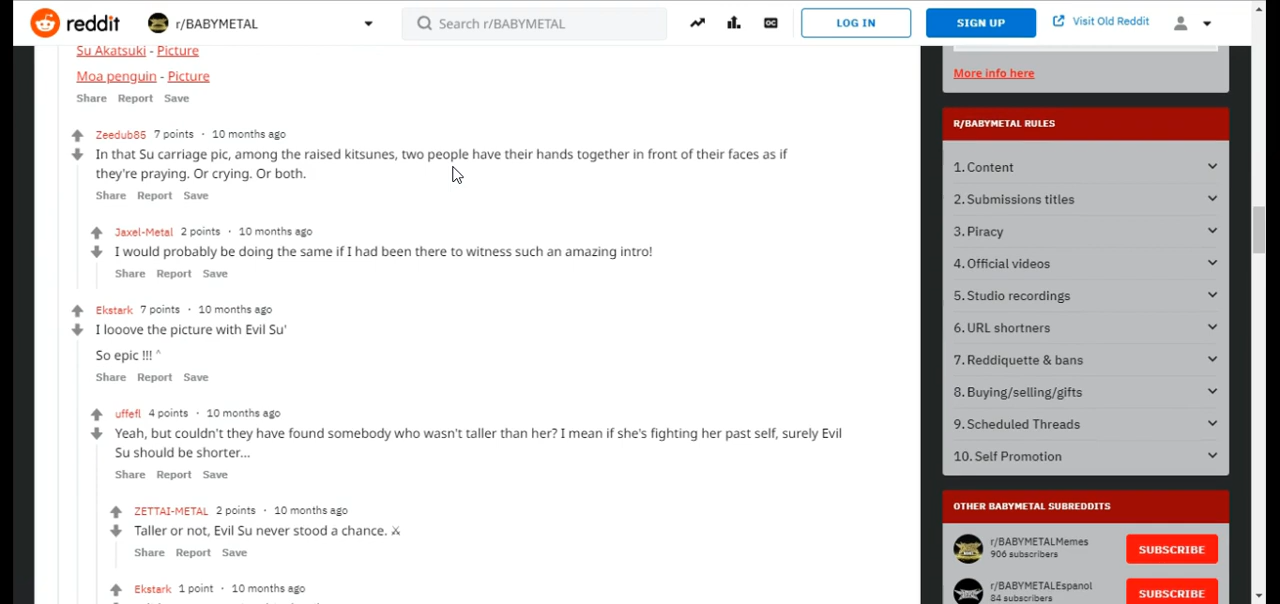 reddit
r/BABYMETAL
Search r/BABYMETAL
LOG IN
SIGN UP
Visit Old Reddit
Su Akatsuki - Picture
Moa penguin - Picture
Share Report Save
Zeedub85 7 points · 10 months ago
In that Su carriage pic, among the raised kitsunes, two people have their hands together in front of their faces as if
they're praying. Or crying. Or both.
Share Report Save
Jaxel-Metal 2 points · 10 months ago
I would probably be doing the same if I had been there to witness such an amazing intro!
Share Report Save
Ekstark 7 points · 10 months ago
I looove the picture with Evil Su'
So epic !!! ^
Share Report Save
uffefl 4 points · 10 months ago
Yeah, but couldn't they have found somebody who wasn't taller than her? I mean if she's fighting her past self, surely Evil
Su should be shorter...
Share Report Save
ZETTAI-METAL 2 points · 10 months ago
Taller or not, Evil Su never stood a chance. ⚔
Share Report Save
Ekstark 1 point · 10 months ago
More info here
R/BABYMETAL RULES
1. Content
2. Submissions titles
3. Piracy
4. Official videos
5. Studio recordings
6. URL shortners
7. Reddiquette & bans
8. Buying/selling/gifts
9. Scheduled Threads
10. Self Promotion
OTHER BABYMETAL SUBREDDITS
r/BABYMETALMemes
906 subscribers
SUBSCRIBE
r/BABYMETALEspanol
84 subscribers
SUBSCRIBE